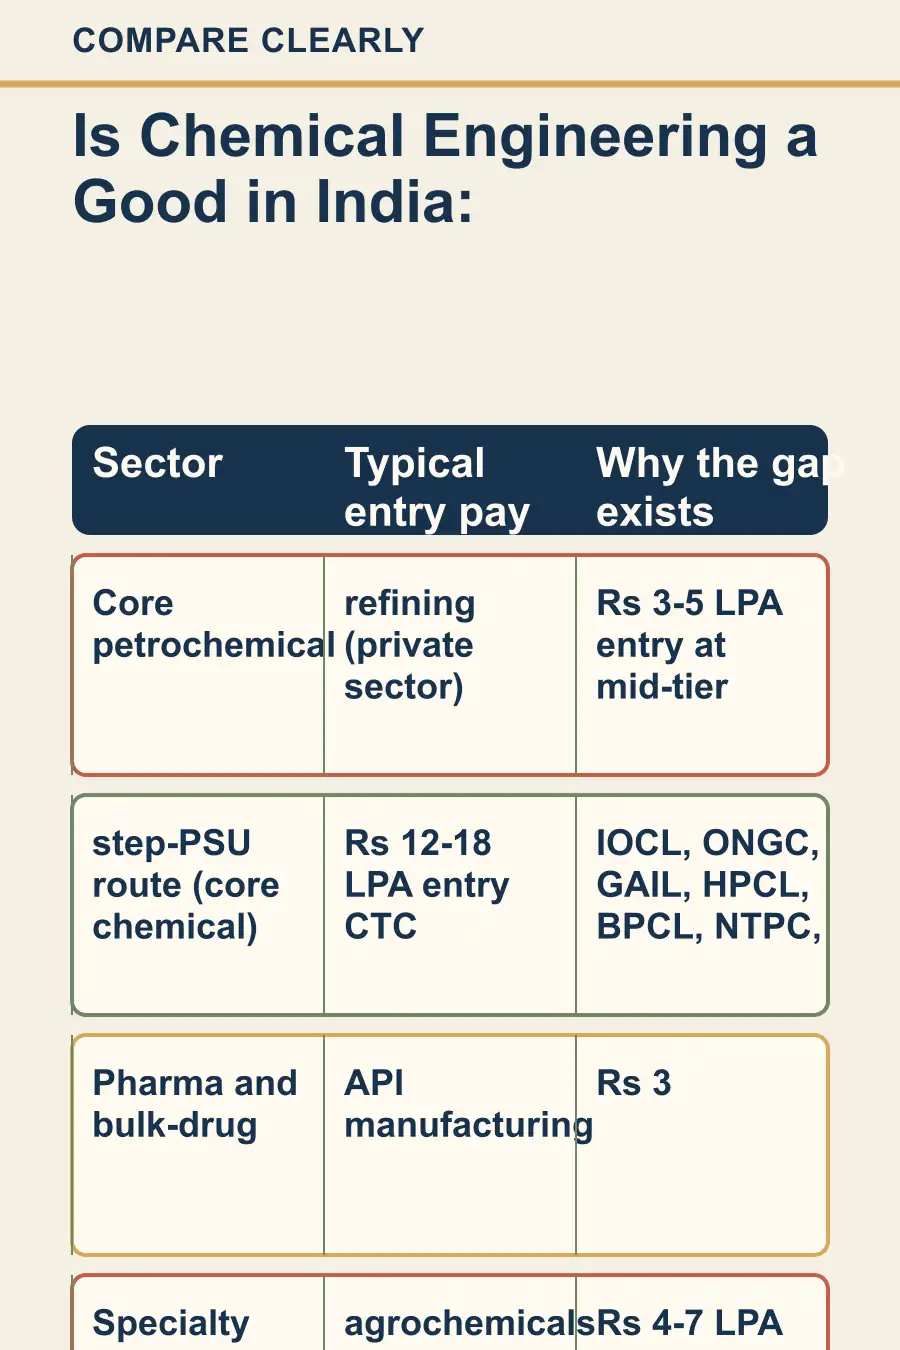 COMPARE CLEARLY
Is Chemical Engineering a
Good in India:
Sector
Typical
entry pay
Why the gap
exists
Core
petrochemical
refining
(private
sector)
Rs 3-5 LPA
entry at
mid-tier
step-PSU
route (core
chemical)
Rs 12-18
LPA entry
CTC
IOCL, ONGC,
GAIL, HPCL,
BPCL, NTPC,
Pharma and
bulk-drug
API
manufacturing
Rs 3
Specialty
agrochemicals
Rs 4-7 LPA